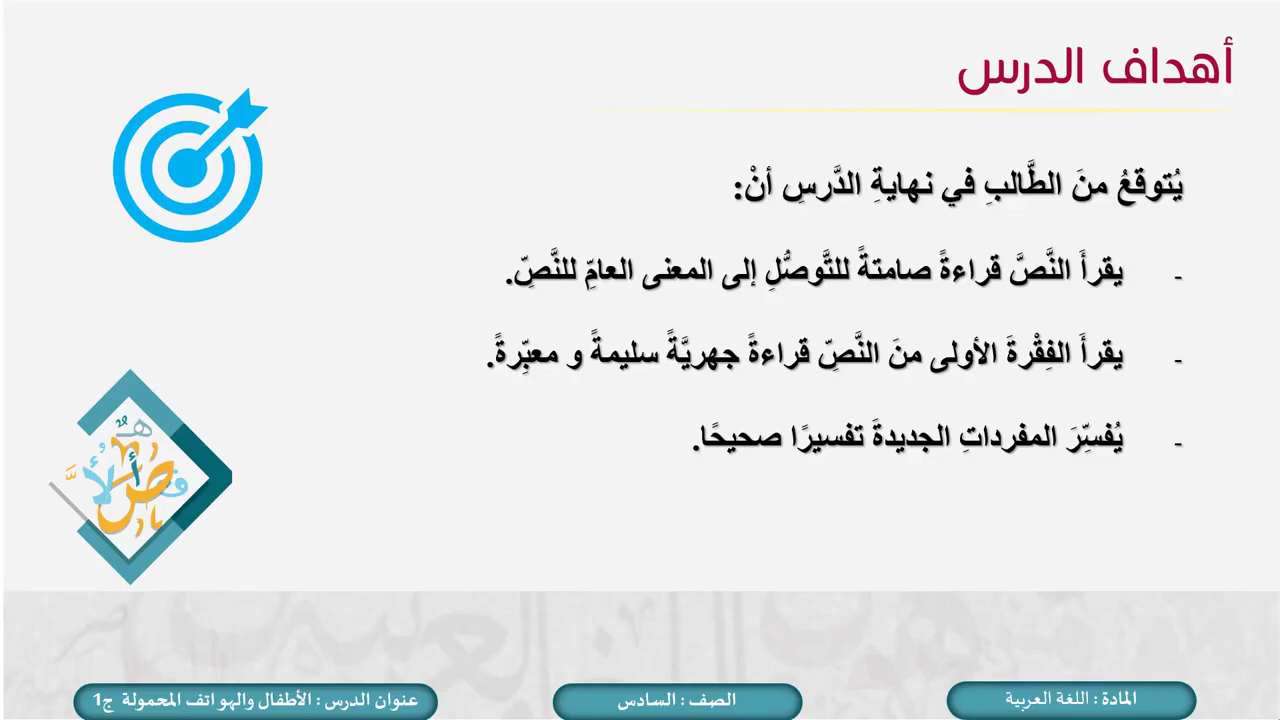 أهداف الدرس
يُتوقعُ منَ الطَّالبِ في نهايةِ الدَّرسِ أنْ:
- يقرأَ النَّصَّ قراءةً صامتةً للتَّوصُّلِ إلى المعنى العامِّ للنَّصِّ.
- يقرأَ الفِقْرةَ الأولى منَ النَّصِّ قراءةً جهريَّةً سليمةً و معبِّرةً.
- يُفسِّرَ المفرداتِ الجديدةَ تفسيرًا صحيحًا.
المادة : اللغة العربية
الصف : السادس
عنوان الدرس : الأطفال والهواتف المحمولة ج1